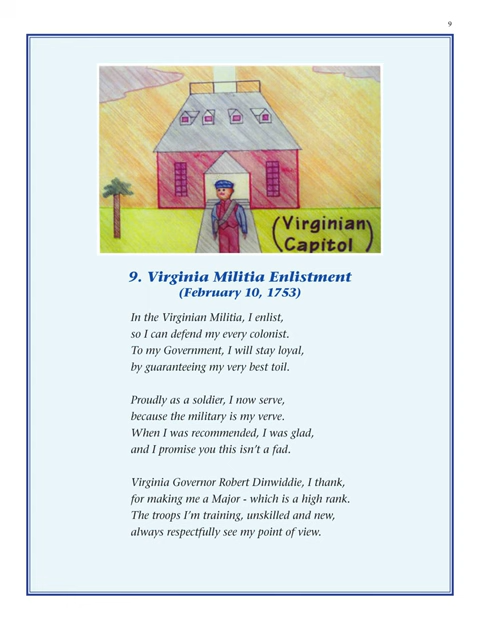 9
(Virginian
Capitol)
9. Virginia Militia Enlistment
(February 10, 1753)
In the Virginian Militia, I enlist,
so I can defend my every colonist.
To my Government, I will stay loyal,
by guaranteeing my very best toil.
Proudly as a soldier, I now serve,
because the military is my verve.
When I was recommended, I was glad,
and I promise you this isn't a fad.
Virginia Governor Robert Dinwiddie, I thank,
for making me a Major - which is a high rank.
The troops I'm training, unskilled and new,
always respectfully see my point of view.